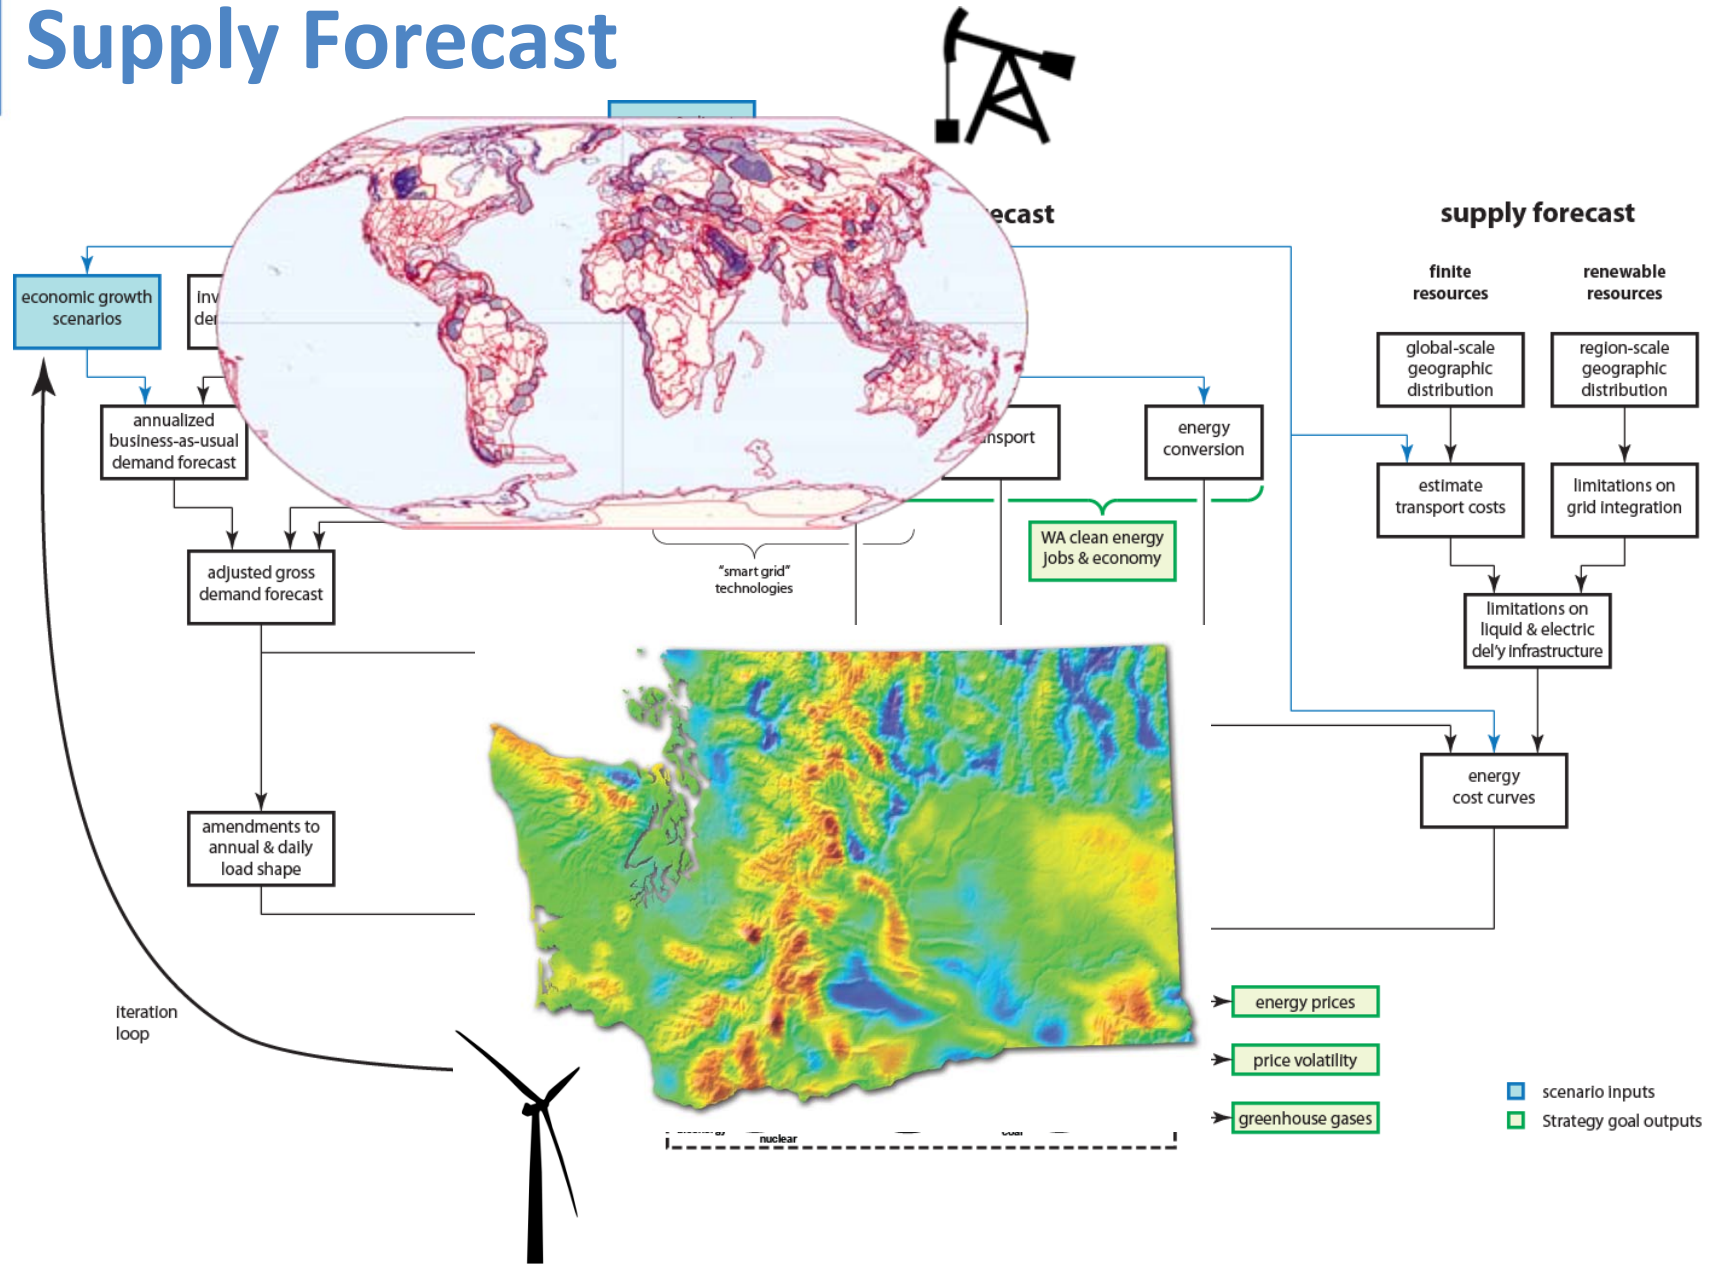 Supply Forecast
ecast
supply forecast
finite
resources
renewable
resources
economic growth
scenarios
inv
der
global-scale
geographic
distribution
region-scale
geographic
distribution
annualized
business-as-usual
demand forecast
nsport
energy
conversion
estimate
transport costs
limitations on
grid integration
WA clean energy
jobs & economy
"smart grid"
technologies
adjusted gross
demand forecast
limitations on
liquid & electric
del'y infrastructure
energy
cost curves
amendments to
annual & daily
load shape
iteration
loop
energy prices
price volatility
greenhouse gases
scenario inputs
Strategy goal outputs
nuclear
coal